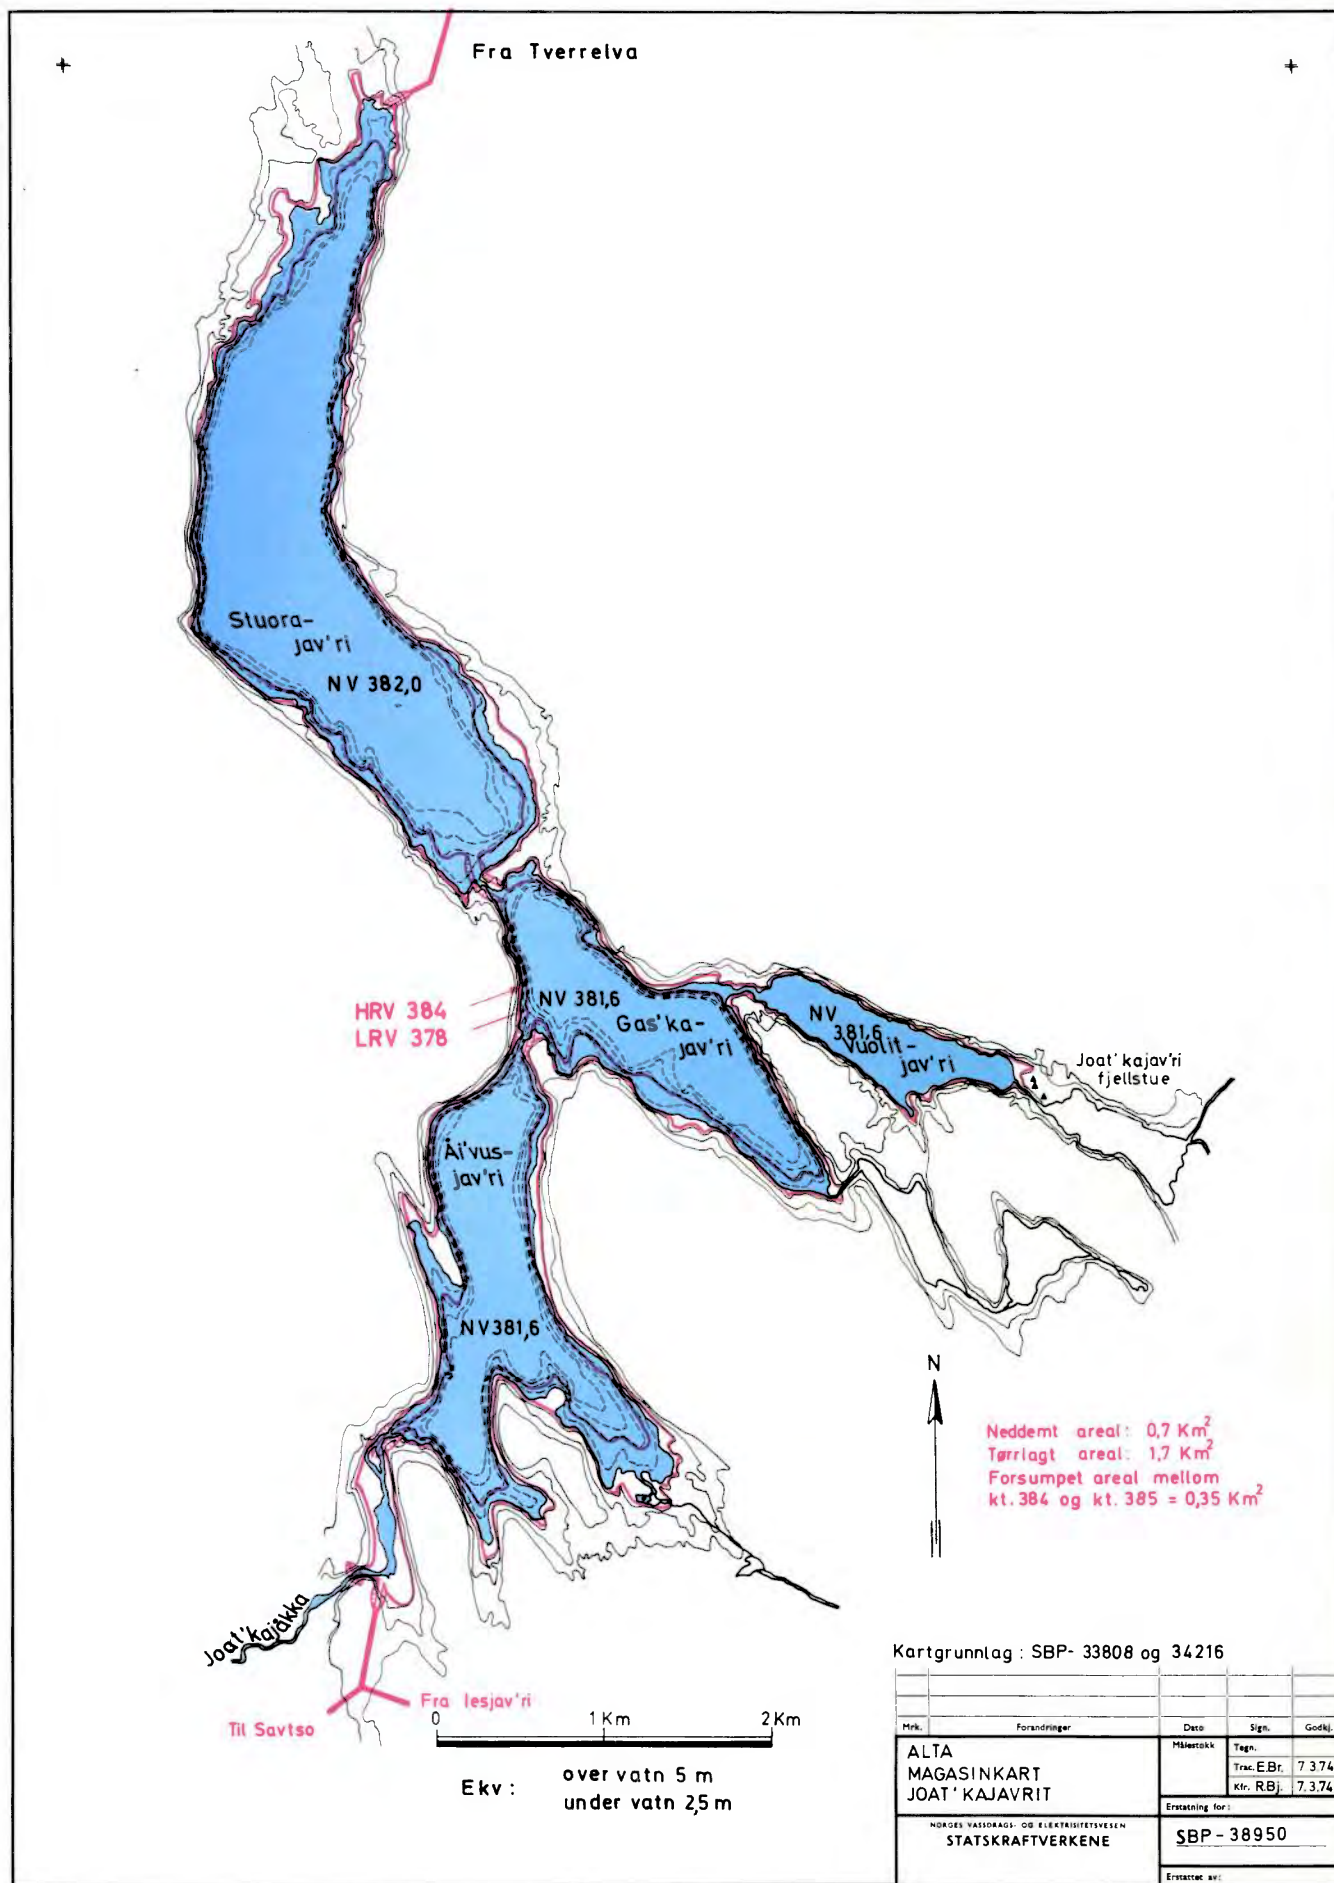 Fra Tverrelva
Stuora-
jav'ri
NV 382,0
HRV 384
LRV 378
NV 381,6
Gas'ka-
jav'ri
NV
381,6
Vuolit-
jav'ri
Joat'kajav'ri
fjellstue
Ai'vus-
jav'ri
NV381,6
N
Neddemt areal: 0,7 Km²
Tørrlagt areal: 1,7 Km²
Forsumpet areal mellom
kt.384 og kt.385 = 0,35 Km²
Joat'kajåkka
Til Savtso
Fra Iesjav'ri
0 1 Km 2 Km
Ekv: over vatn 5 m
under vatn 2,5 m
Kartgrunnlag : SBP- 33808 og 34216
Mrk. Forandringer Dato Sign. Godkj.
ALTA
MAGASINKART
JOAT'KAJAVRIT
Målestokk
Tegn.
Trac. E.Br. 7.3.74
Kfr. R.Bj. 7.3.74
Erstatning for:
NORGES VASSDRAGS- OG ELEKTRISITETSVESEN
STATSKRAFTVERKENE
SBP-38950
Erstattet av: